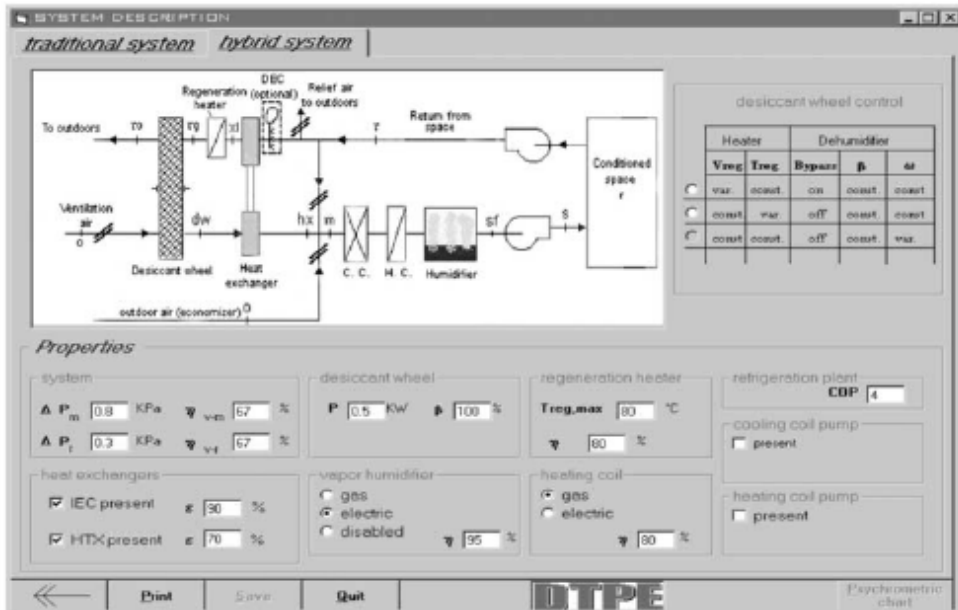 SYSTEM DESCRIPTION
traditional system hybrid system
DEC
(optional)
Regeneration
heater
Relief air
to outdoors
To outdoors
Return from
space
r
Conditioned
space
r
Ventilation
air
o
dw
hx m
sf
s
Desiccant wheel
Heat
exchanger
C. C. H. C. Humidifier
outdoor air (economizer) O
desiccant wheel control
Heater Dehumidifier
Vreg Treg Bypass β ω
var. const. on const. const
const. var. off const. const
const const. off const. var.
Properties
system
Δ Pm 0.8 KPa η v-m 67 %
Δ Pr 0.3 KPa η v-r 67 %
desiccant wheel
P 0.5 KW β 100 %
regeneration heater
Treg,max 80 °C
η 80 %
refrigeration plant
COP 4
cooling coil pump
present
heat exchangers
IEC present ε 90 %
HTX present ε 70 %
vapor humidifier
gas
electric
disabled
η 95 %
heating coil
gas
electric
η 80 %
heating coil pump
present
Print Save Quit DTPE Psychrometric
chart